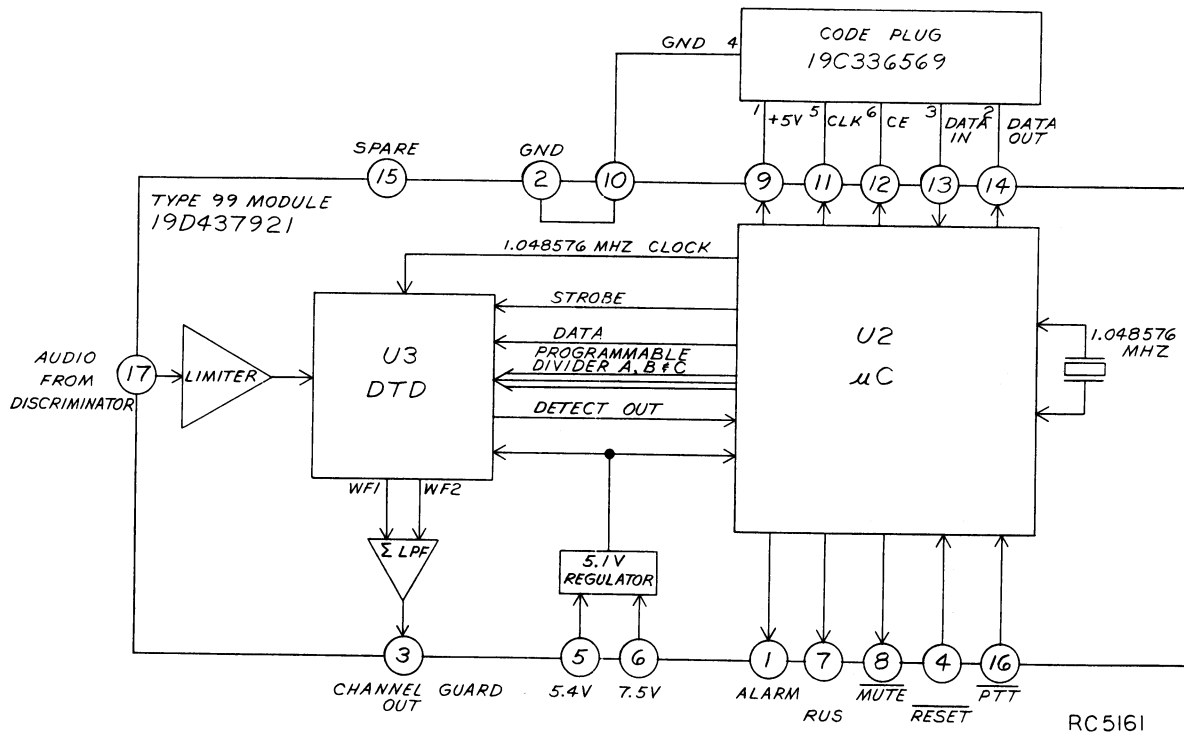 CODE PLUG
19C336569
GND 4
1 +5V
5 CLK
6 CE
3 DATA IN
2 DATA OUT
SPARE
15
GND
2
10
9
11
12
13
14
TYPE 99 MODULE
19D437921
1.048576 MHZ CLOCK
STROBE
DATA
PROGRAMMABLE
DIVIDER A, B & C
DETECT OUT
U3
DTD
U2
μC
1.048576
MHZ
AUDIO
FROM
DISCRIMINATOR
17
LIMITER
WF1
WF2
Σ LPF
5.1V
REGULATOR
3
5
6
1
7
8
4
16
CHANNEL GUARD
OUT
5.4V
7.5V
ALARM
RUS
MUTE
RESET
PTT
RC5161